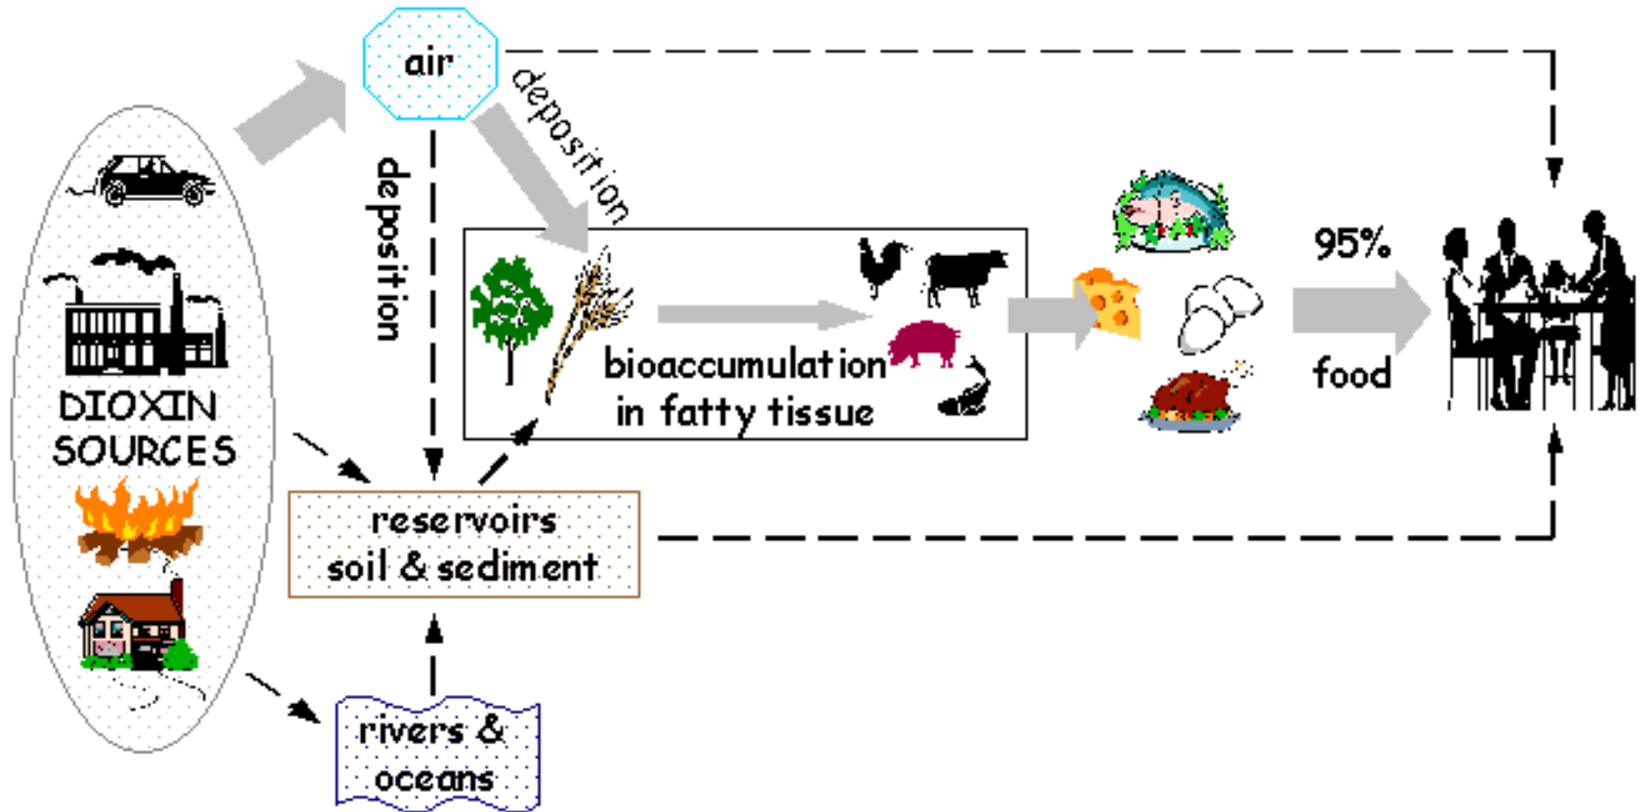 air
deposition
deposition
95%
food
bioaccumulation
in fatty tissue
DIOXIN
SOURCES
reservoirs
soil & sediment
rivers &
oceans